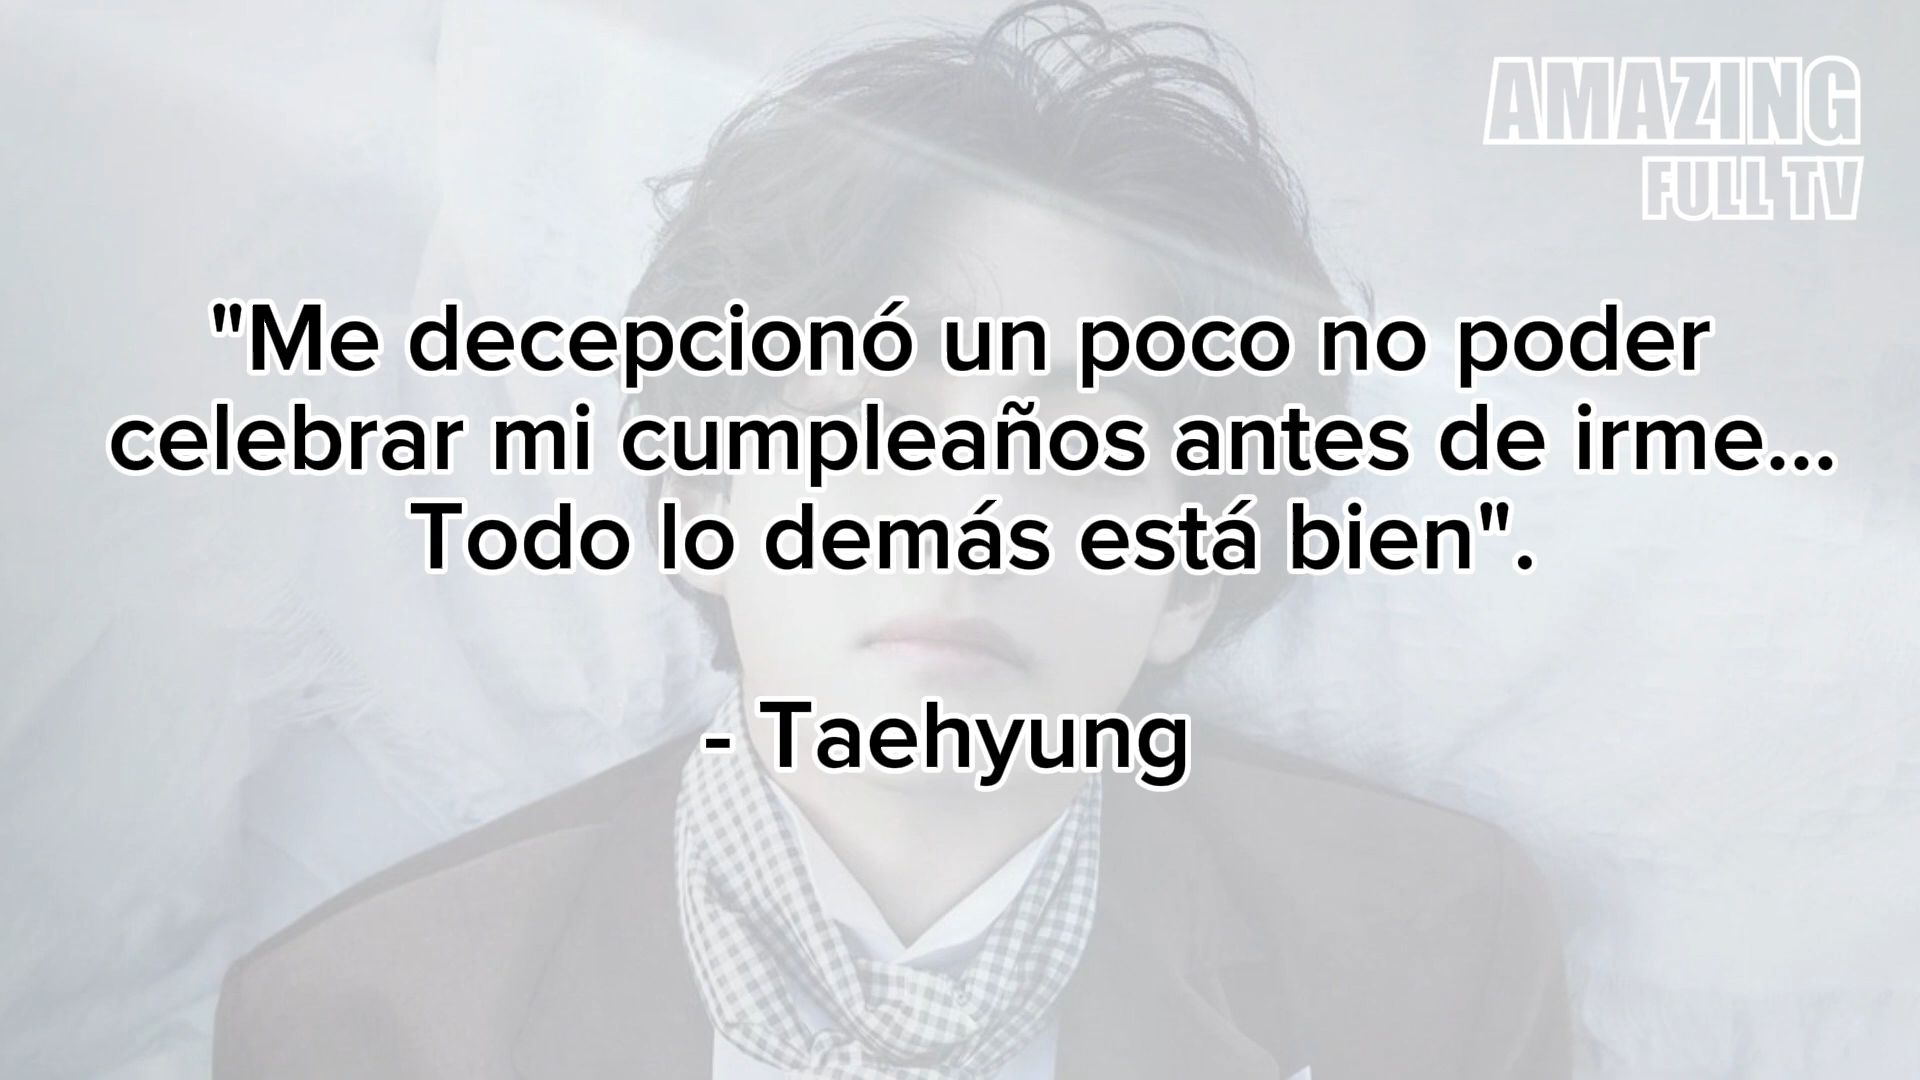 AMAZING
FULL TV
"Me decepcionó un poco no poder
celebrar mi cumpleaños antes de irme...
Todo lo demás está bien".
- Taehyung